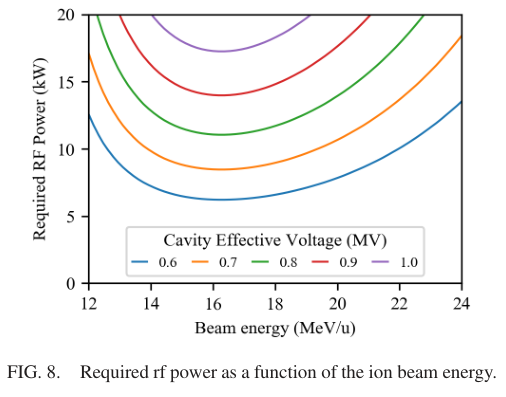 20
15
10
5
0
Required RF Power (kW)
Cavity Effective Voltage (MV)
0.6 0.7 0.8 0.9 1.0
12 14 16 18 20 22 24
Beam energy (MeV/u)
FIG. 8. Required rf power as a function of the ion beam energy.